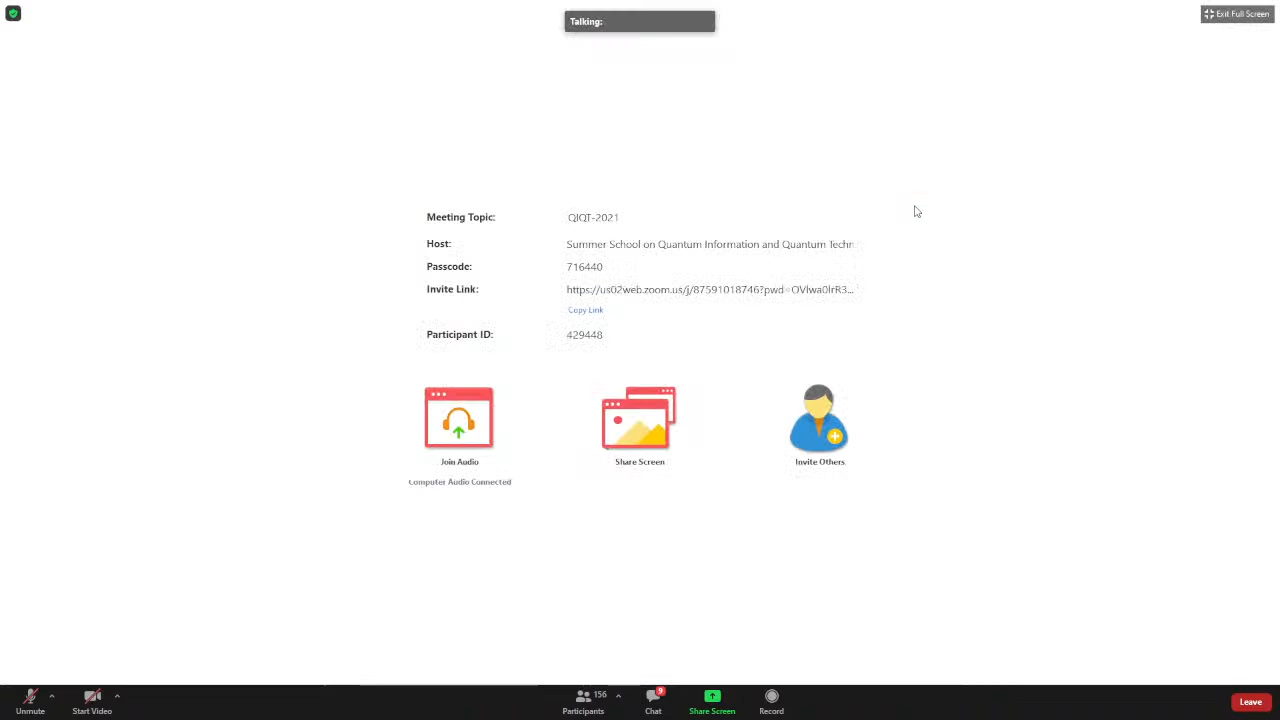 Talking:
Exit Full Screen
Meeting Topic: QIQT-2021
Host: Summer School on Quantum Information and Quantum Techn
Passcode: 716440
Invite Link: https://us02web.zoom.us/j/87591018746?pwd=OVlwa0lrR3...
Copy Link
Participant ID: 429448
Join Audio
Share Screen
Invite Others
Computer Audio Connected
156
9
Unmute
Start Video
Participants
Chat
Share Screen
Record
Leave